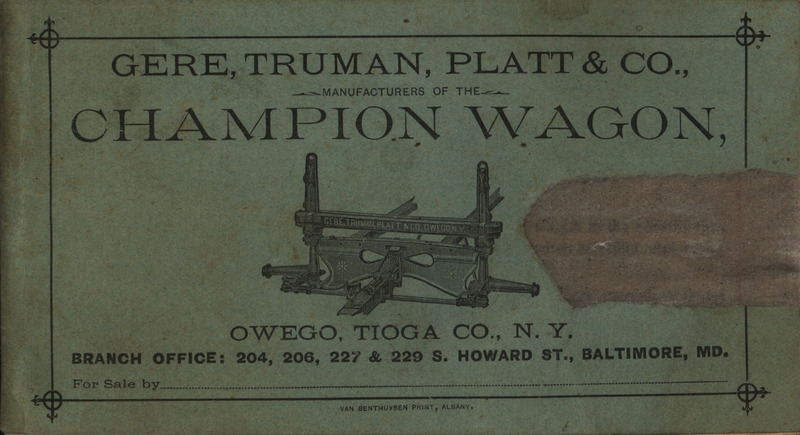 GERE, TRUMAN, PLATT & CO.,
MANUFACTURERS OF THE
CHAMPION WAGON,
GERE, TRUMAN, PLATT & CO. OWEGO N.Y.
OWEGO, TIOGA CO., N. Y.
BRANCH OFFICE: 204, 206, 227 & 229 S. HOWARD ST., BALTIMORE, MD.
For Sale by
VAN BENTHUYSEN PRINT, ALBANY.